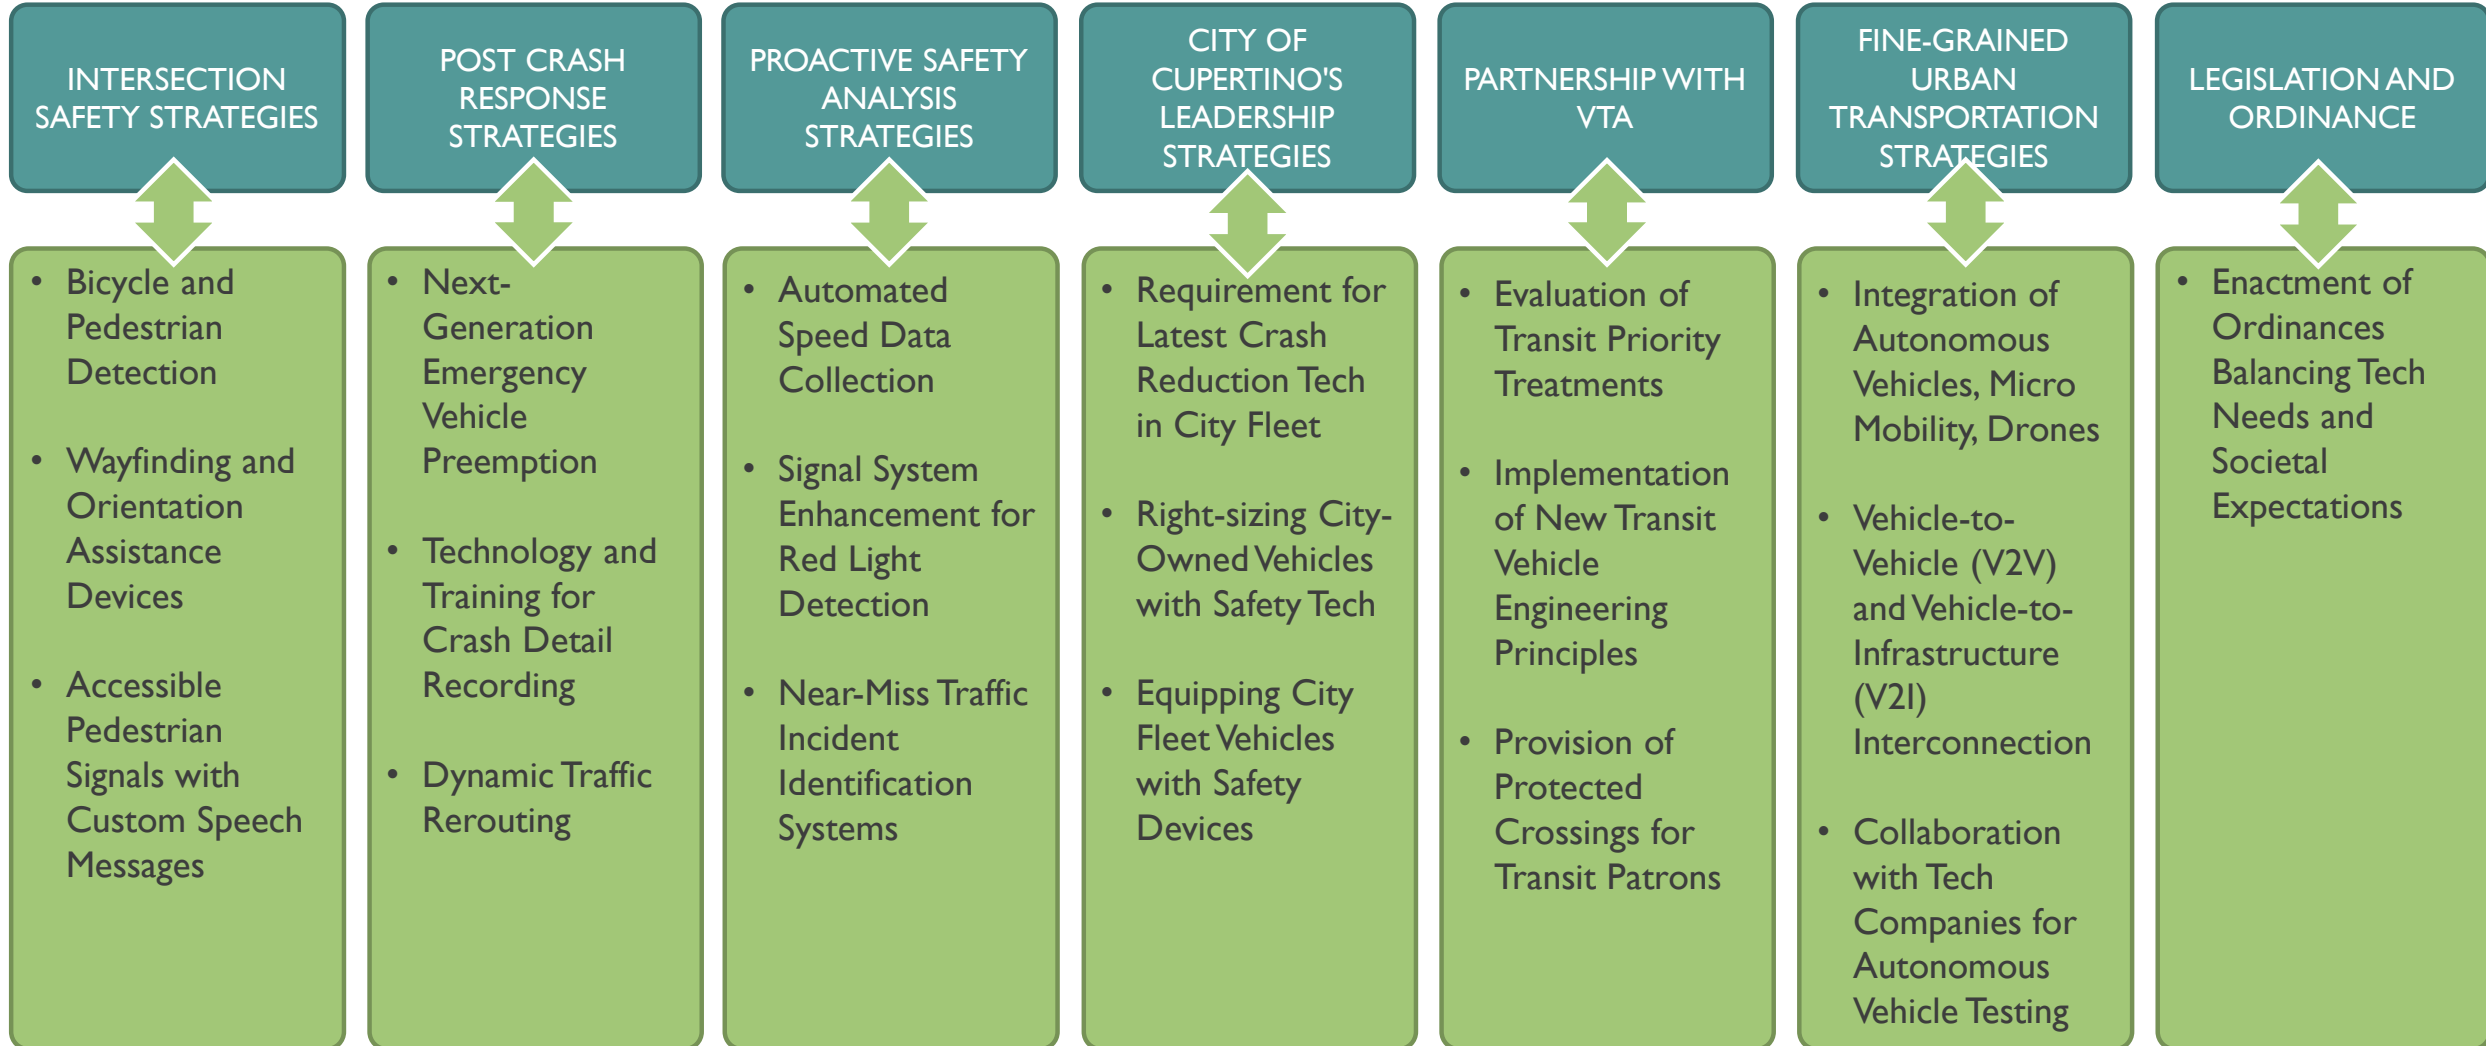 INTERSECTION
SAFETY STRATEGIES
• Bicycle and
Pedestrian
Detection
• Wayfinding and
Orientation
Assistance
Devices
• Accessible
Pedestrian
Signals with
Custom Speech
Messages
POST CRASH
RESPONSE
STRATEGIES
• Next-
Generation
Emergency
Vehicle
Preemption
• Technology and
Training for
Crash Detail
Recording
• Dynamic Traffic
Rerouting
PROACTIVE SAFETY
ANALYSIS
STRATEGIES
• Automated
Speed Data
Collection
• Signal System
Enhancement for
Red Light
Detection
• Near-Miss Traffic
Incident
Identification
Systems
CITY OF
CUPERTINO'S
LEADERSHIP
STRATEGIES
• Requirement for
Latest Crash
Reduction Tech
in City Fleet
• Right-sizing City-
Owned Vehicles
with Safety Tech
• Equipping City
Fleet Vehicles
with Safety
Devices
PARTNERSHIP WITH
VTA
• Evaluation of
Transit Priority
Treatments
• Implementation
of New Transit
Vehicle
Engineering
Principles
• Provision of
Protected
Crossings for
Transit Patrons
FINE-GRAINED
URBAN
TRANSPORTATION
STRATEGIES
• Integration of
Autonomous
Vehicles, Micro
Mobility, Drones
• Vehicle-to-
Vehicle (V2V)
and Vehicle-to-
Infrastructure
(V2I)
Interconnection
• Collaboration
with Tech
Companies for
Autonomous
Vehicle Testing
LEGISLATION AND
ORDINANCE
• Enactment of
Ordinances
Balancing Tech
Needs and
Societal
Expectations